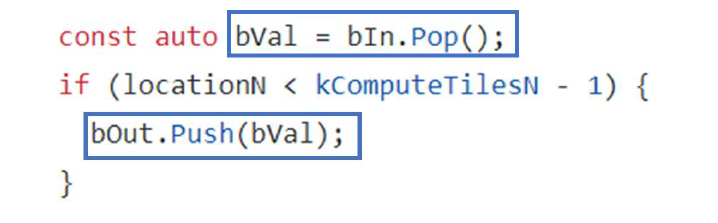 const auto bVal = bIn.Pop();
if (locationN < kComputeTilesN - 1) {
bOut.Push(bVal);
}